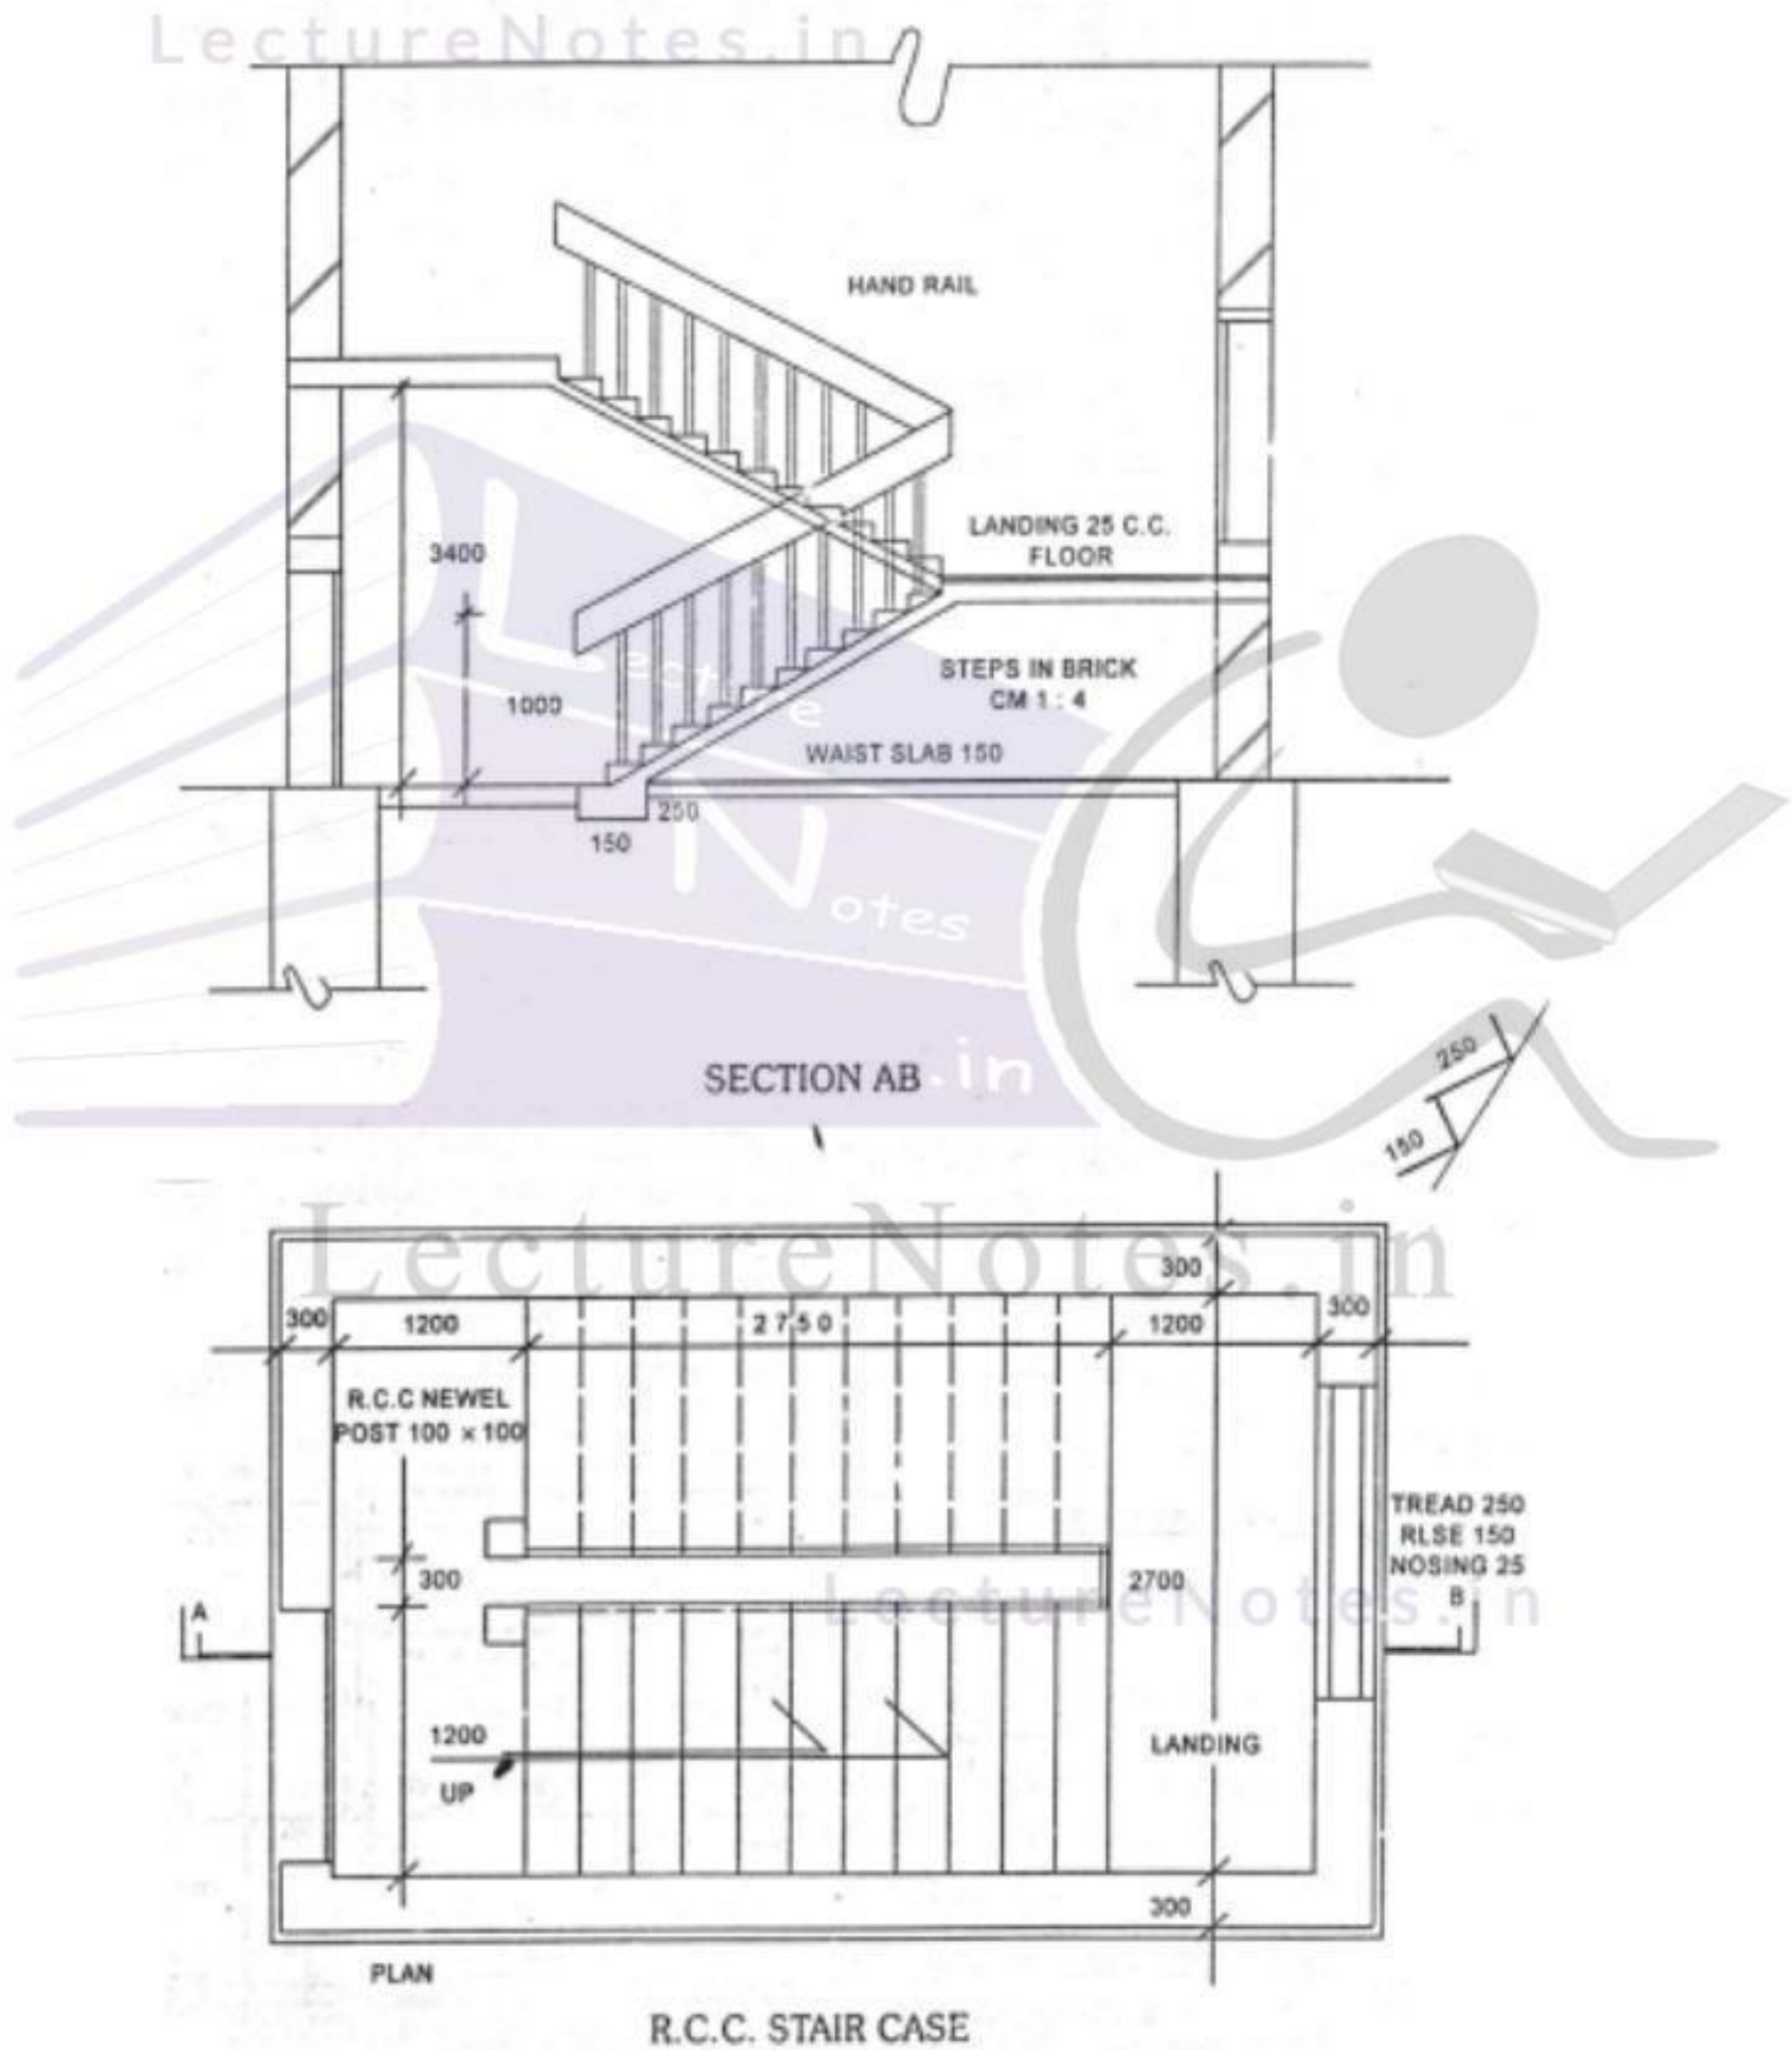 LectureNotes.in
HAND RAIL
LANDING 25 C.C.
FLOOR
3400
STEPS IN BRICK
CM 1 : 4
1000
WAIST SLAB 150
250
150
Lecture
Notes
.in
SECTION AB
250
150
LectureNotes.in
300
300
1200
2750
1200
300
R.C.C NEWEL
POST 100 × 100
TREAD 250
RLSE 150
NOSING 25
300
2700
LectureNotes.in
A
B
1200
UP
LANDING
300
PLAN
R.C.C. STAIR CASE